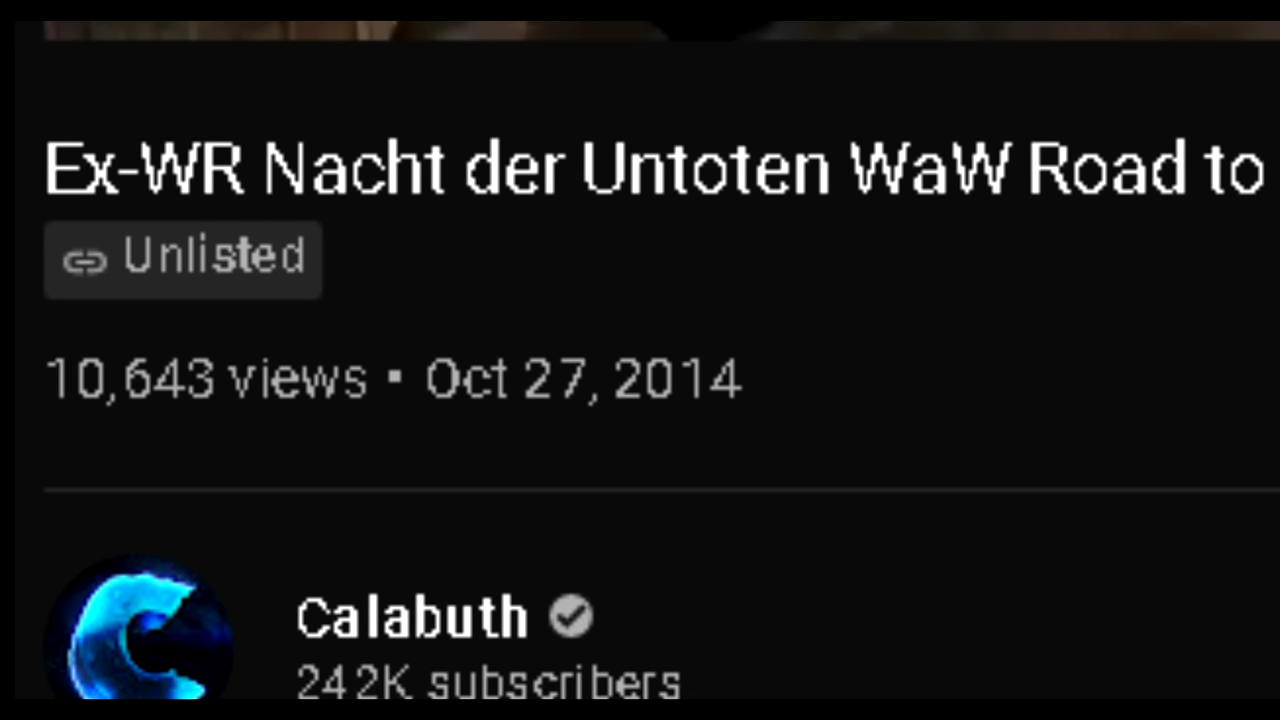 Ex-WR Nacht der Untoten WaW Road to
Unlisted
10,643 views • Oct 27, 2014
Calabuth
242K subscribers